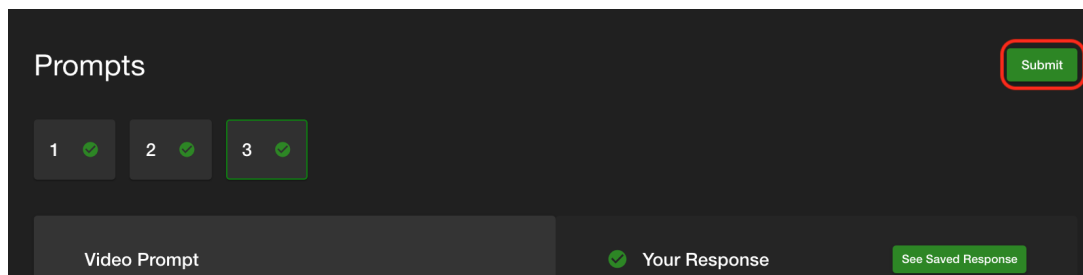 Prompts
Submit
1
2
3
Video Prompt
Your Response
See Saved Response